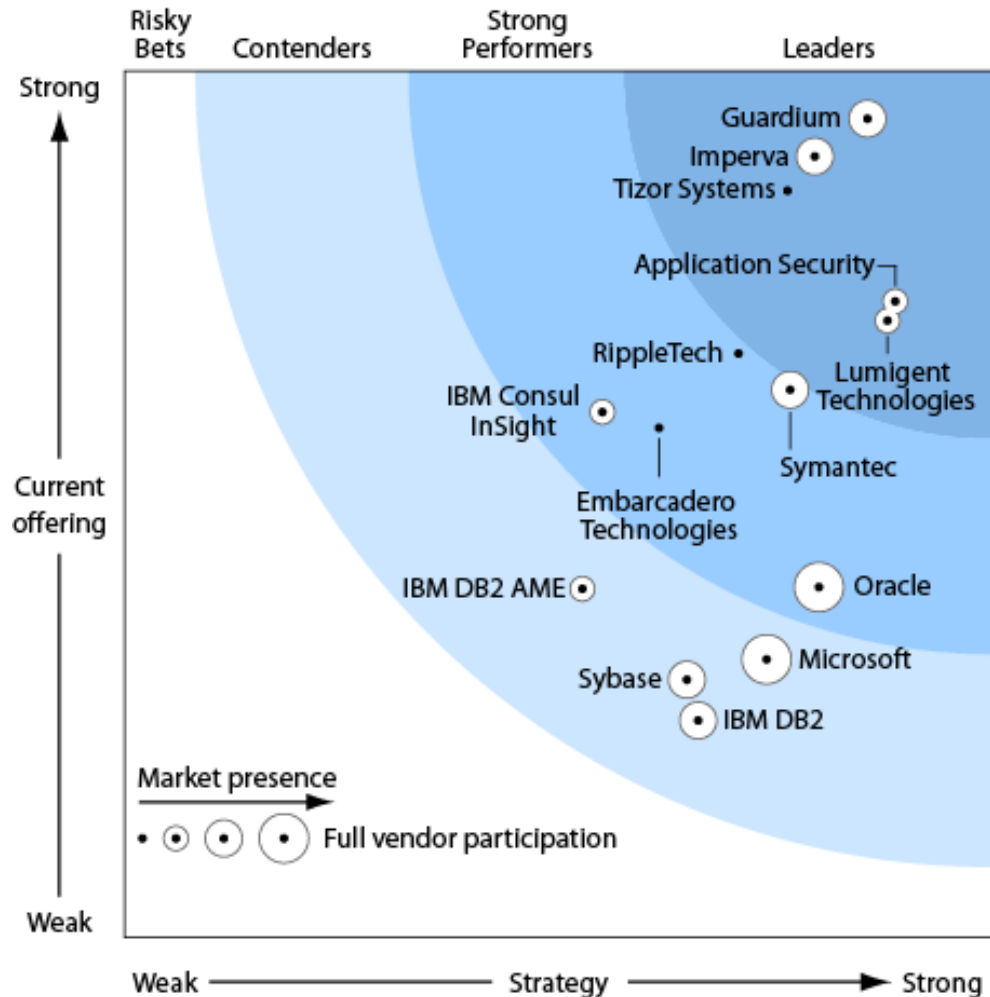 Risky
Bets
Contenders
Strong
Performers
Leaders
Strong
Guardium
Imperva
Tizor Systems
Application Security
RippleTech
Lumigent
Technologies
IBM Consul
InSight
Symantec
Current
offering
Embarcadero
Technologies
IBM DB2 AME
Oracle
Microsoft
Sybase
IBM DB2
Market presence
Full vendor participation
Weak
Weak
Strategy
Strong